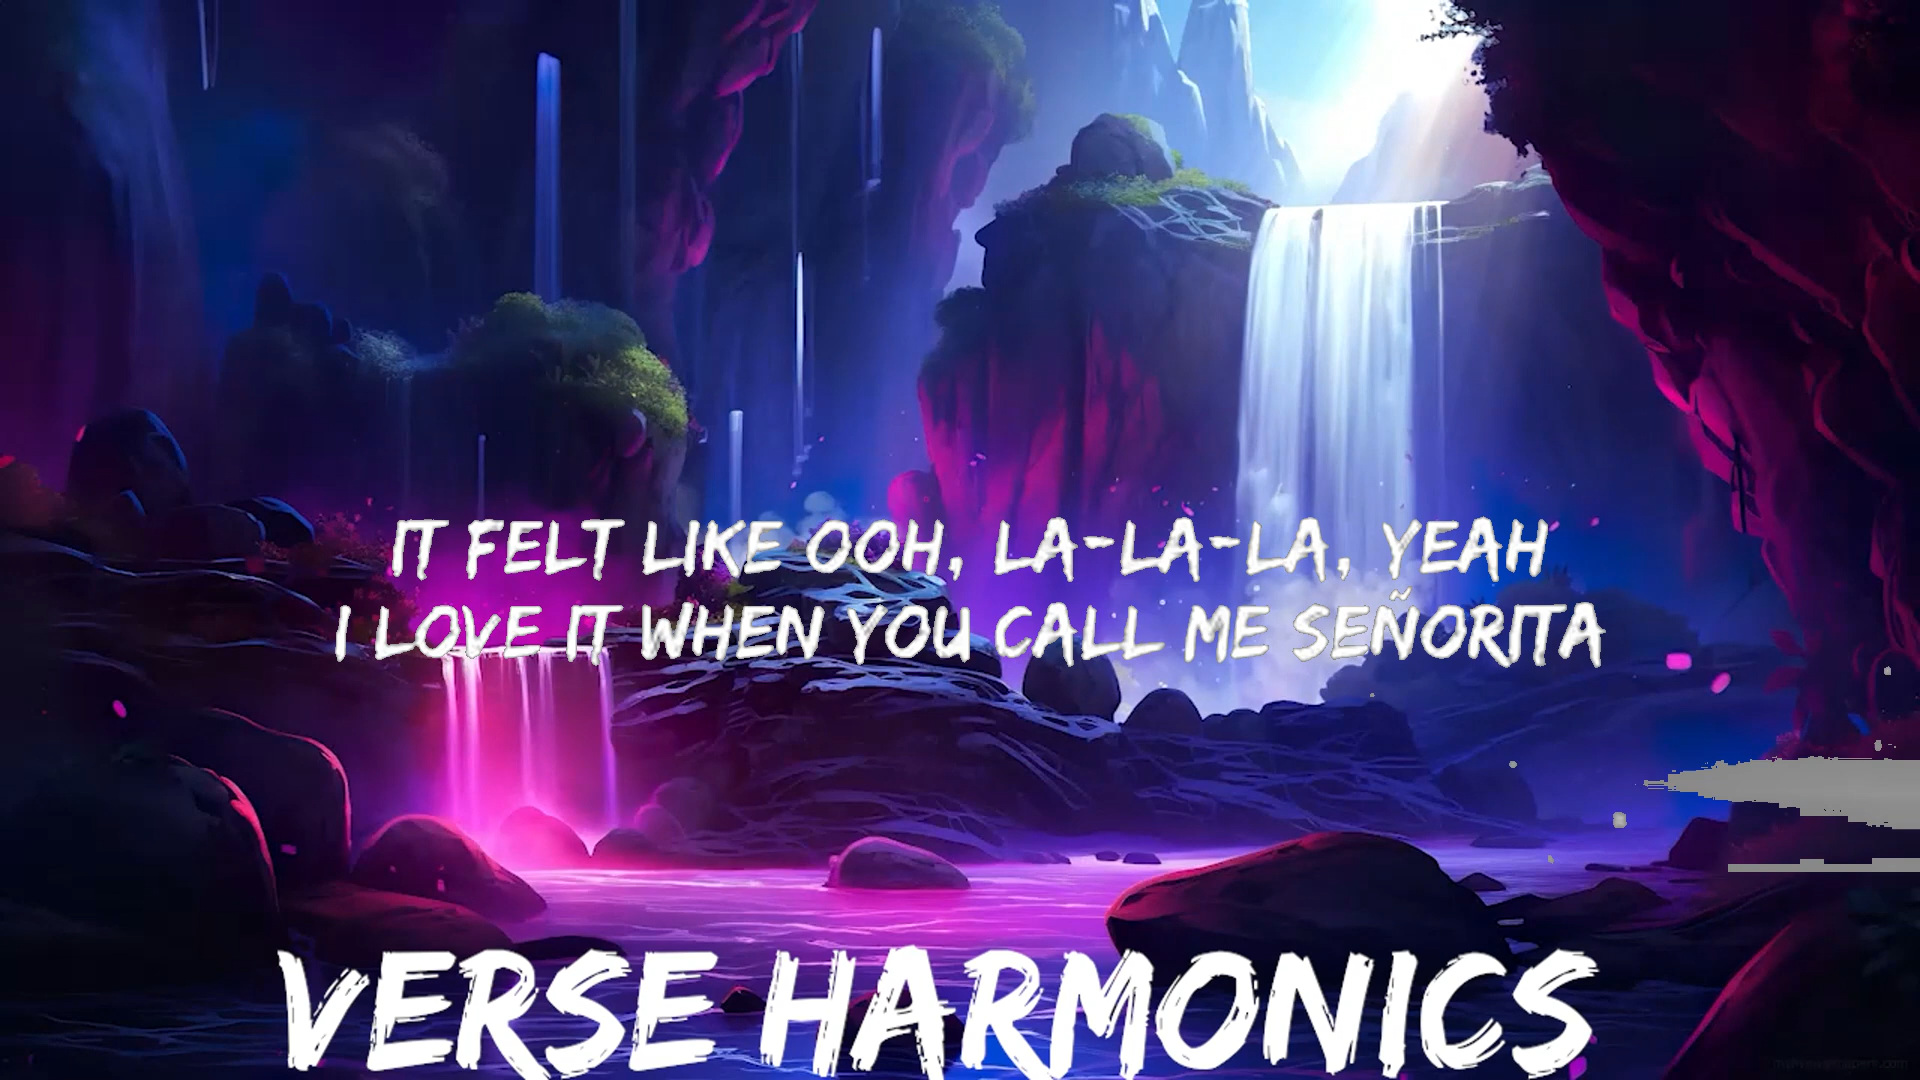 IT FELT LIKE OOH, LA-LA-LA, YEAH
I LOVE IT WHEN YOU CALL ME SEÑORITA
VERSE HARMONICS